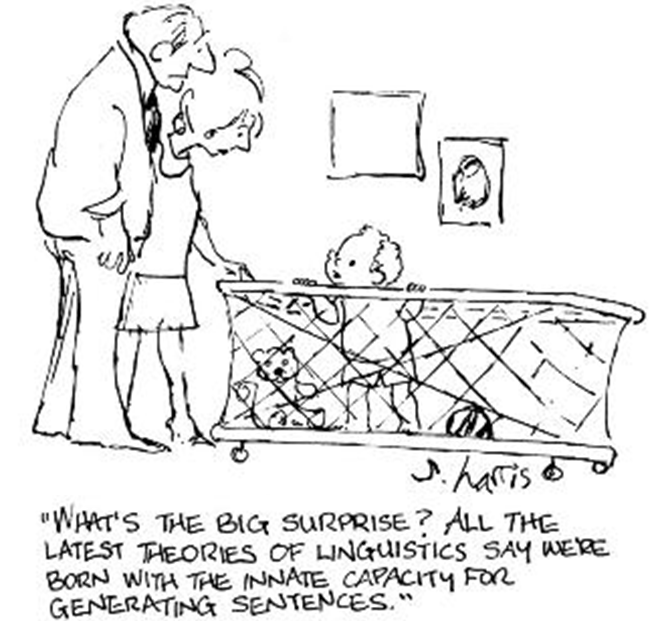 s. harris
"WHAT'S THE BIG SURPRISE? ALL THE
LATEST THEORIES OF LINGUISTICS SAY WE'RE
BORN WITH THE INNATE CAPACITY FOR
GENERATING SENTENCES."